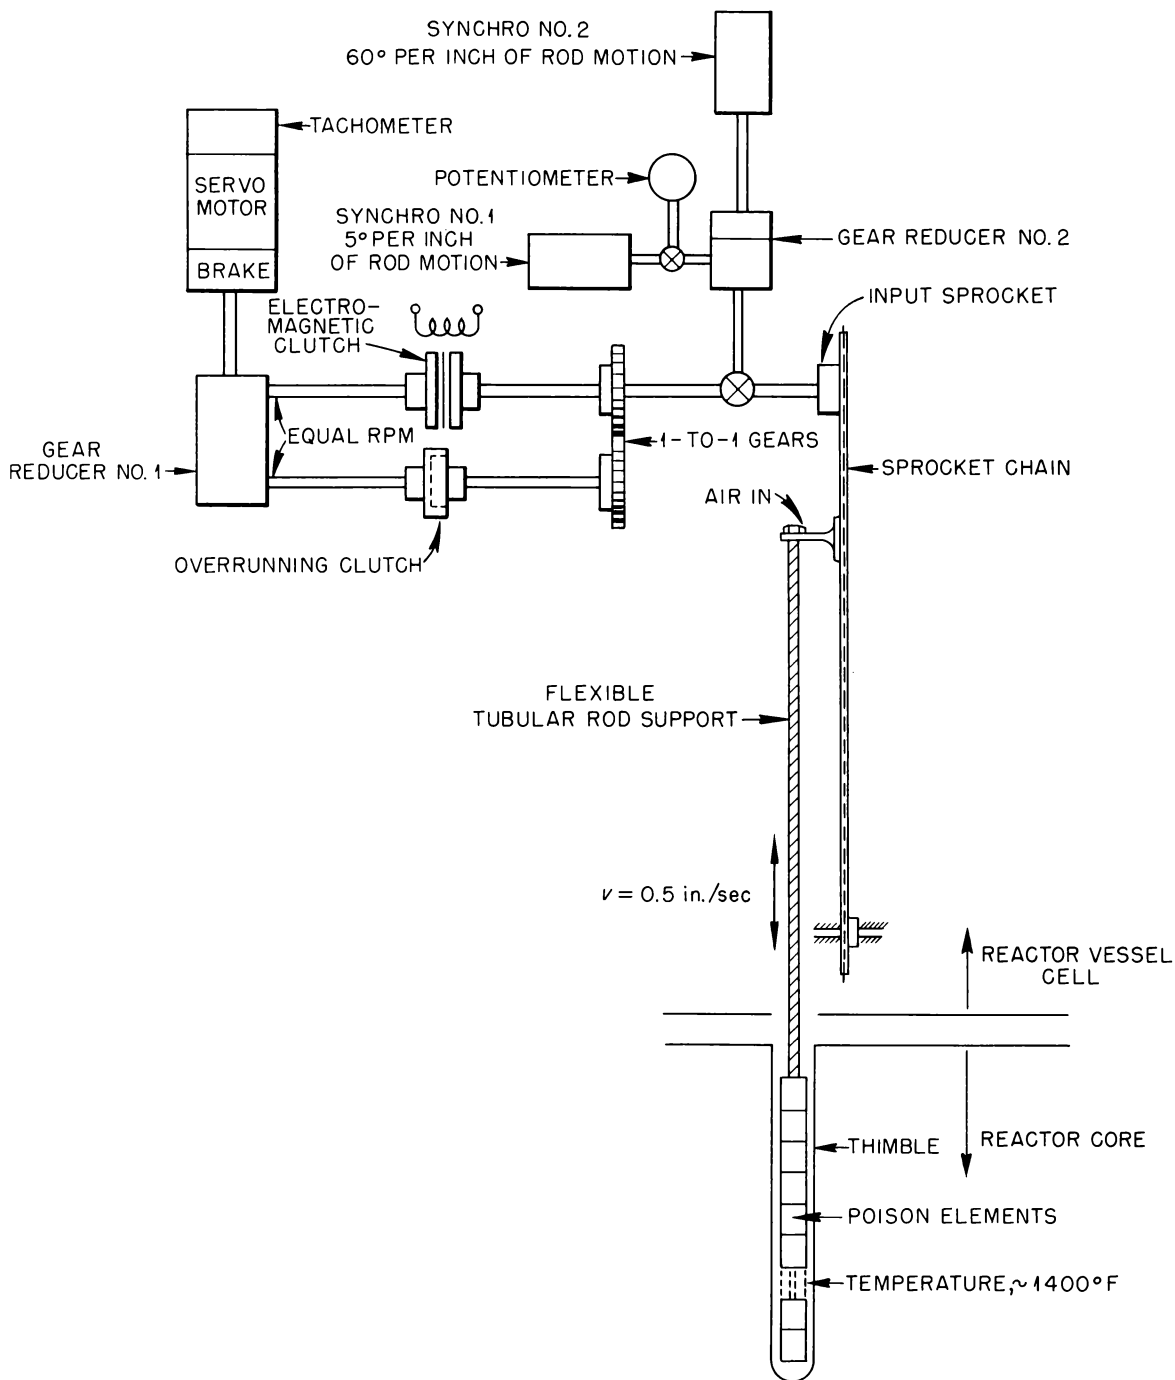 SYNCHRO NO. 2
60° PER INCH OF ROD MOTION
TACHOMETER
SERVO
MOTOR
BRAKE
POTENTIOMETER
SYNCHRO NO. 1
5° PER INCH
OF ROD MOTION
GEAR REDUCER NO. 2
INPUT SPROCKET
ELECTRO-
MAGNETIC
CLUTCH
EQUAL RPM
1-TO-1 GEARS
GEAR
REDUCER NO. 1
SPROCKET CHAIN
AIR IN
OVERRUNNING CLUTCH
FLEXIBLE
TUBULAR ROD SUPPORT
v = 0.5 in./sec
REACTOR VESSEL
CELL
THIMBLE
REACTOR CORE
POISON ELEMENTS
TEMPERATURE, ~1400°F